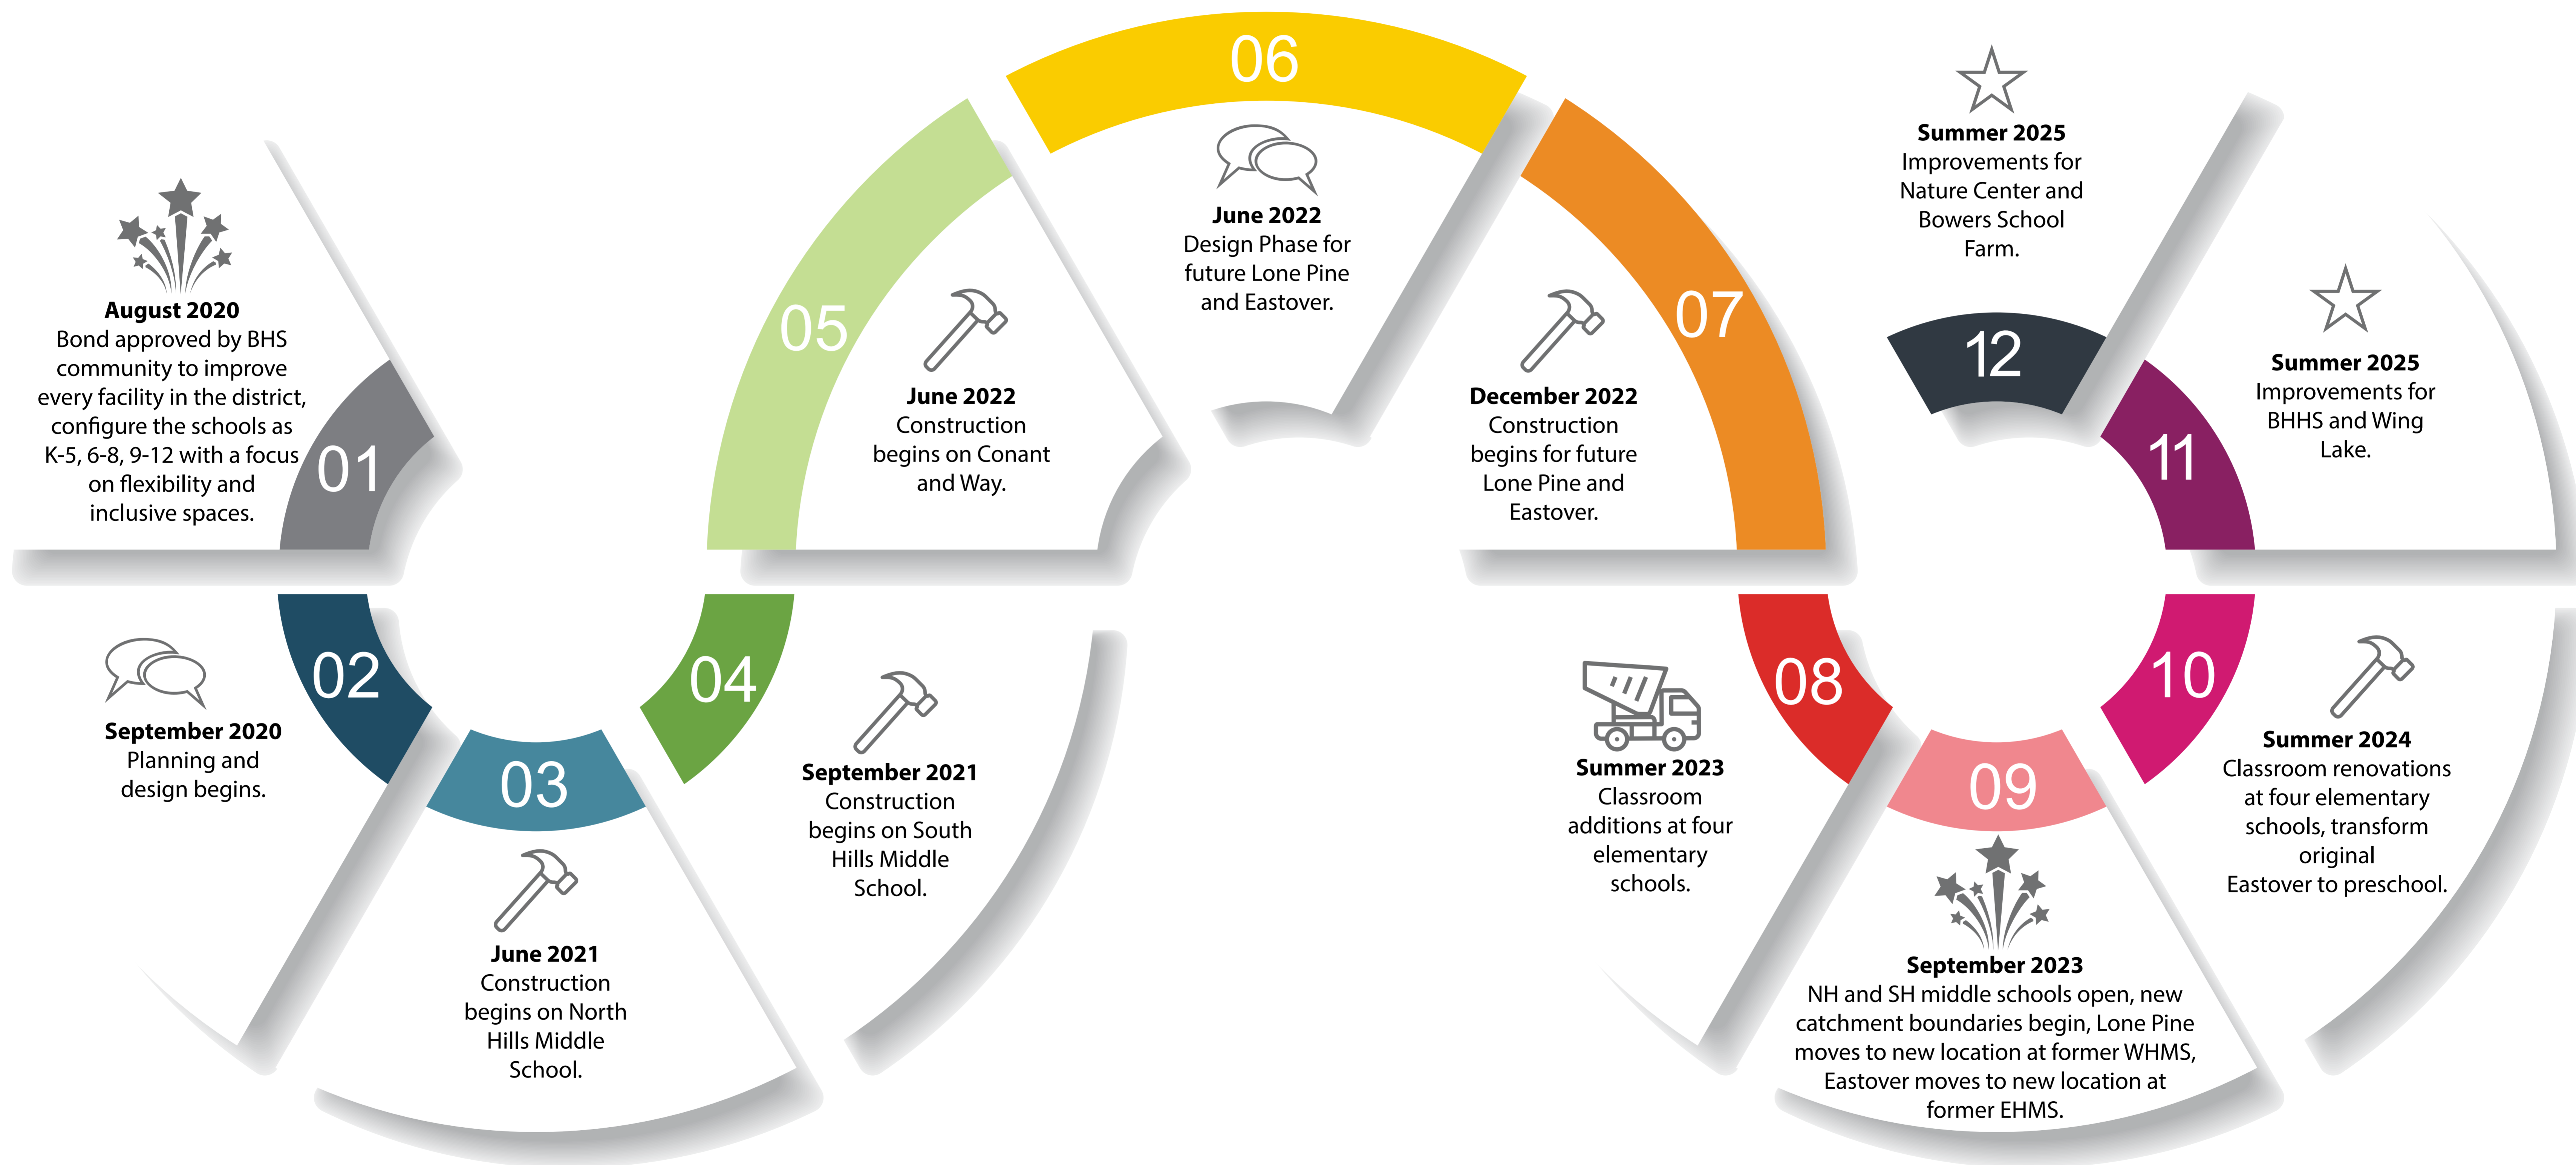 01
August 2020
Bond approved by BHS
community to improve
every facility in the district,
configure the schools as
K-5, 6-8, 9-12 with a focus
on flexibility and
inclusive spaces.
02
September 2020
Planning and
design begins.
03
June 2021
Construction
begins on North
Hills Middle
School.
04
September 2021
Construction
begins on South
Hills Middle
School.
05
June 2022
Construction
begins on Conant
and Way.
06
June 2022
Design Phase for
future Lone Pine
and Eastover.
07
December 2022
Construction
begins for future
Lone Pine and
Eastover.
08
Summer 2023
Classroom
additions at four
elementary
schools.
09
September 2023
NH and SH middle schools open, new
catchment boundaries begin, Lone Pine
moves to new location at former WHMS,
Eastover moves to new location at
former EHMS.
10
Summer 2024
Classroom renovations
at four elementary
schools, transform
original
Eastover to preschool.
11
Summer 2025
Improvements for
BHHS and Wing
Lake.
12
Summer 2025
Improvements for
Nature Center and
Bowers School
Farm.